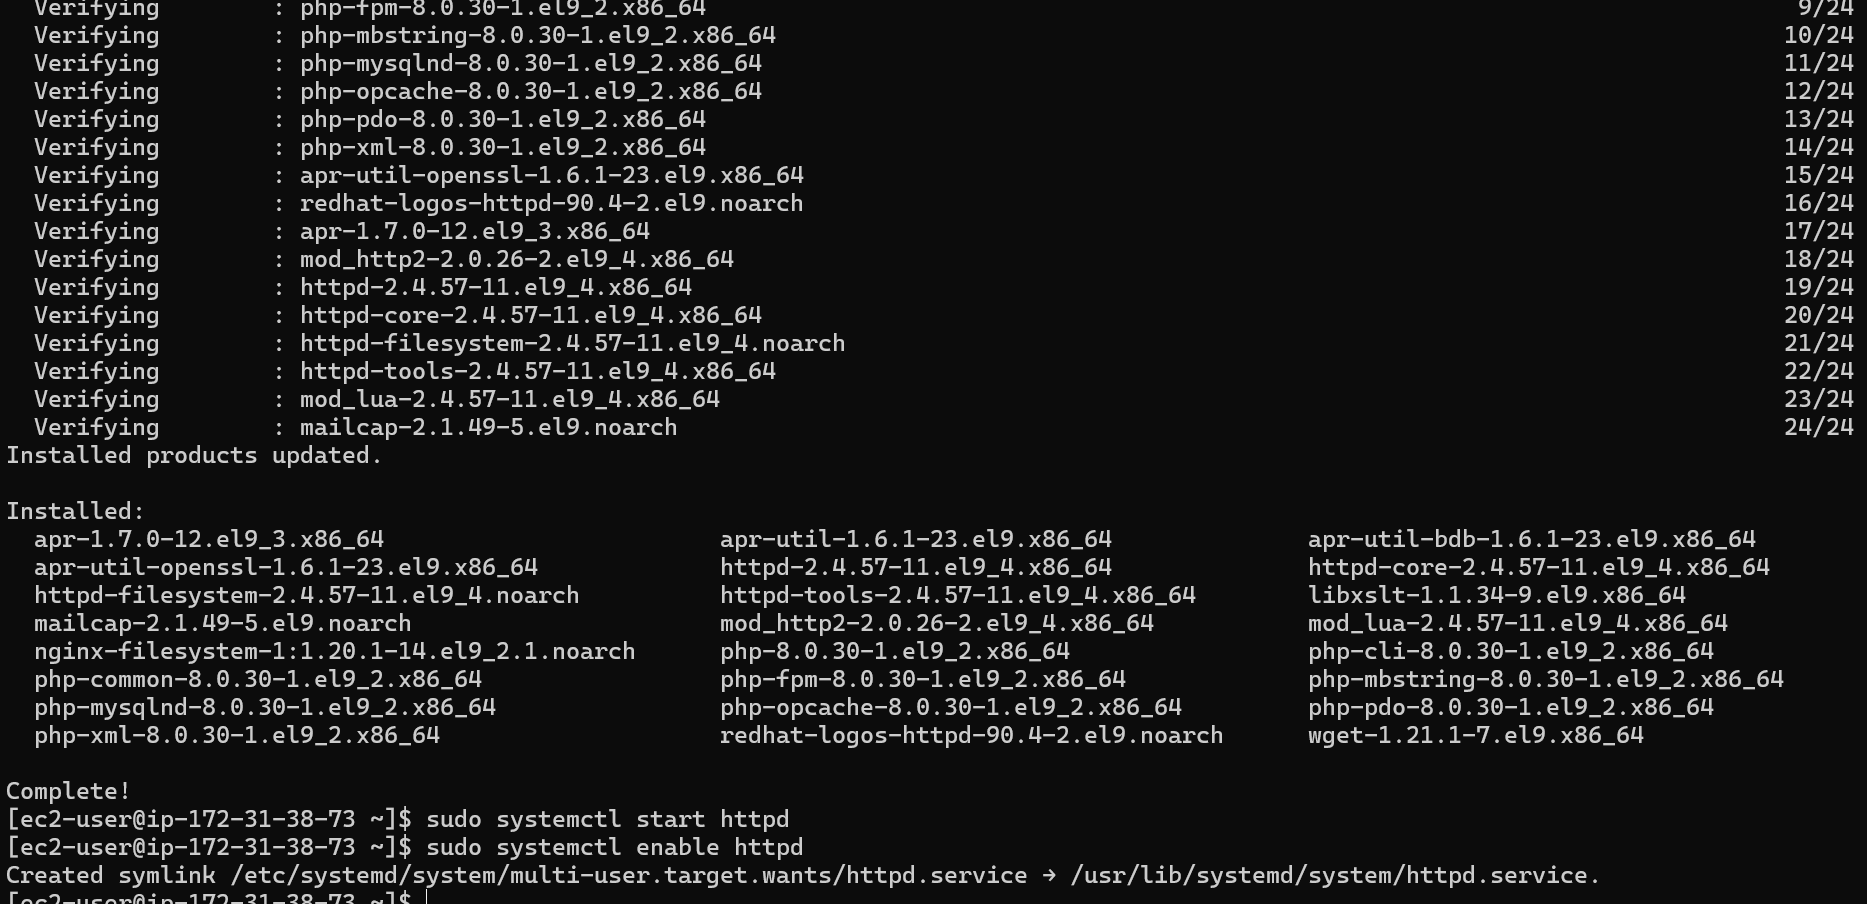 Verifying : php-fpm-8.0.30-1.el9_2.x86_64 9/24
Verifying : php-mbstring-8.0.30-1.el9_2.x86_64 10/24
Verifying : php-mysqlnd-8.0.30-1.el9_2.x86_64 11/24
Verifying : php-opcache-8.0.30-1.el9_2.x86_64 12/24
Verifying : php-pdo-8.0.30-1.el9_2.x86_64 13/24
Verifying : php-xml-8.0.30-1.el9_2.x86_64 14/24
Verifying : apr-util-openssl-1.6.1-23.el9.x86_64 15/24
Verifying : redhat-logos-httpd-90.4-2.el9.noarch 16/24
Verifying : apr-1.7.0-12.el9_3.x86_64 17/24
Verifying : mod_http2-2.0.26-2.el9_4.x86_64 18/24
Verifying : httpd-2.4.57-11.el9_4.x86_64 19/24
Verifying : httpd-core-2.4.57-11.el9_4.x86_64 20/24
Verifying : httpd-filesystem-2.4.57-11.el9_4.noarch 21/24
Verifying : httpd-tools-2.4.57-11.el9_4.x86_64 22/24
Verifying : mod_lua-2.4.57-11.el9_4.x86_64 23/24
Verifying : mailcap-2.1.49-5.el9.noarch 24/24
Installed products updated.
Installed:
apr-1.7.0-12.el9_3.x86_64 apr-util-1.6.1-23.el9.x86_64 apr-util-bdb-1.6.1-23.el9.x86_64
apr-util-openssl-1.6.1-23.el9.x86_64 httpd-2.4.57-11.el9_4.x86_64 httpd-core-2.4.57-11.el9_4.x86_64
httpd-filesystem-2.4.57-11.el9_4.noarch httpd-tools-2.4.57-11.el9_4.x86_64 libxslt-1.1.34-9.el9.x86_64
mailcap-2.1.49-5.el9.noarch mod_http2-2.0.26-2.el9_4.x86_64 mod_lua-2.4.57-11.el9_4.x86_64
nginx-filesystem-1:1.20.1-14.el9_2.1.noarch php-8.0.30-1.el9_2.x86_64 php-cli-8.0.30-1.el9_2.x86_64
php-common-8.0.30-1.el9_2.x86_64 php-fpm-8.0.30-1.el9_2.x86_64 php-mbstring-8.0.30-1.el9_2.x86_64
php-mysqlnd-8.0.30-1.el9_2.x86_64 php-opcache-8.0.30-1.el9_2.x86_64 php-pdo-8.0.30-1.el9_2.x86_64
php-xml-8.0.30-1.el9_2.x86_64 redhat-logos-httpd-90.4-2.el9.noarch wget-1.21.1-7.el9.x86_64
Complete!
[ec2-user@ip-172-31-38-73 ~]$ sudo systemctl start httpd
[ec2-user@ip-172-31-38-73 ~]$ sudo systemctl enable httpd
Created symlink /etc/systemd/system/multi-user.target.wants/httpd.service → /usr/lib/systemd/system/httpd.service.
[ec2-user@ip-172-31-38-73 ~]$